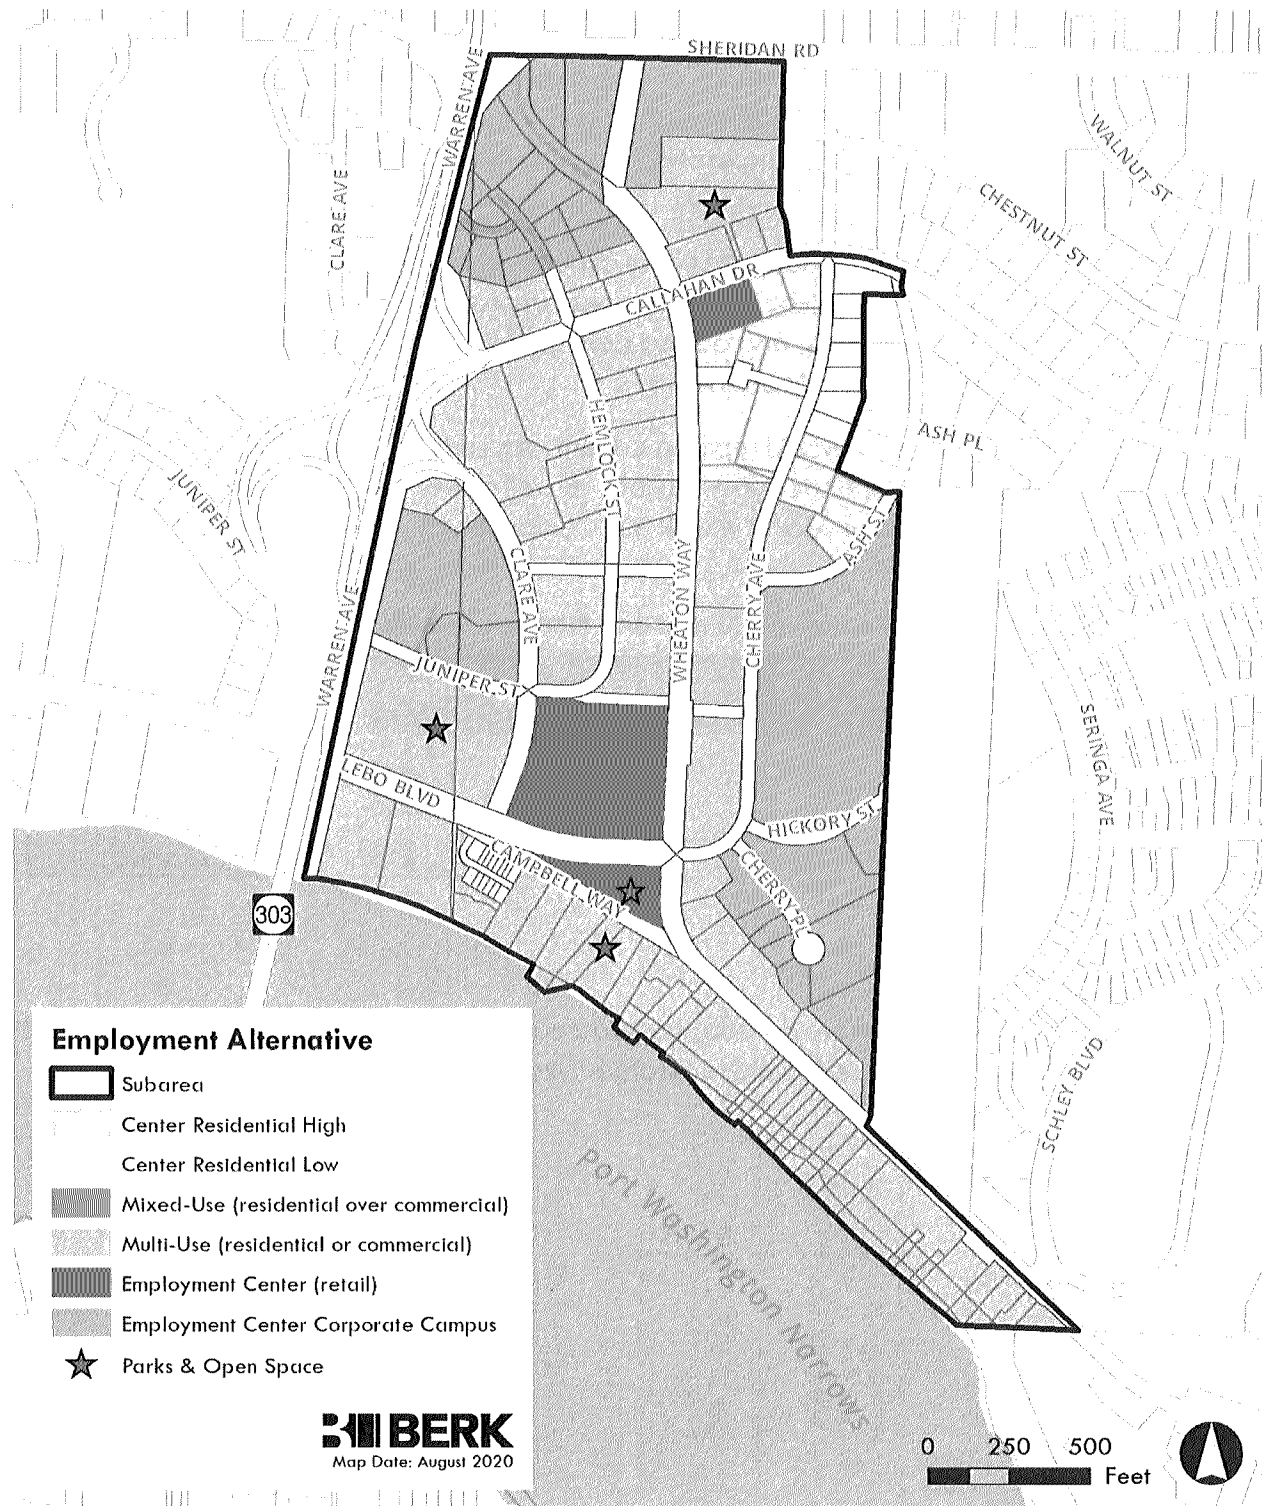 SHERIDAN RD
WARREN AVE
WALNUT ST
CLARE AVE
CHESTNUT ST
CALLAHAN DR
HEMLOCK ST
ASH PL
JUNIPER ST
ASH ST
CLARE AVE
WHEATON WAY
CHERRY AVE
WARREN AVE
JUNIPER ST
SERINGA AVE
LEBO BLVD
HICKORY ST
CAMPBELL WAY
CHERRY PL
303
SCHLEY BLVD
Port Washington Narrows
Employment Alternative
Subarea
Center Residential High
Center Residential Low
Mixed-Use (residential over commercial)
Multi-Use (residential or commercial)
Employment Center (retail)
Employment Center Corporate Campus
Parks & Open Space
BERK
Map Date: August 2020
0 250 500
Feet